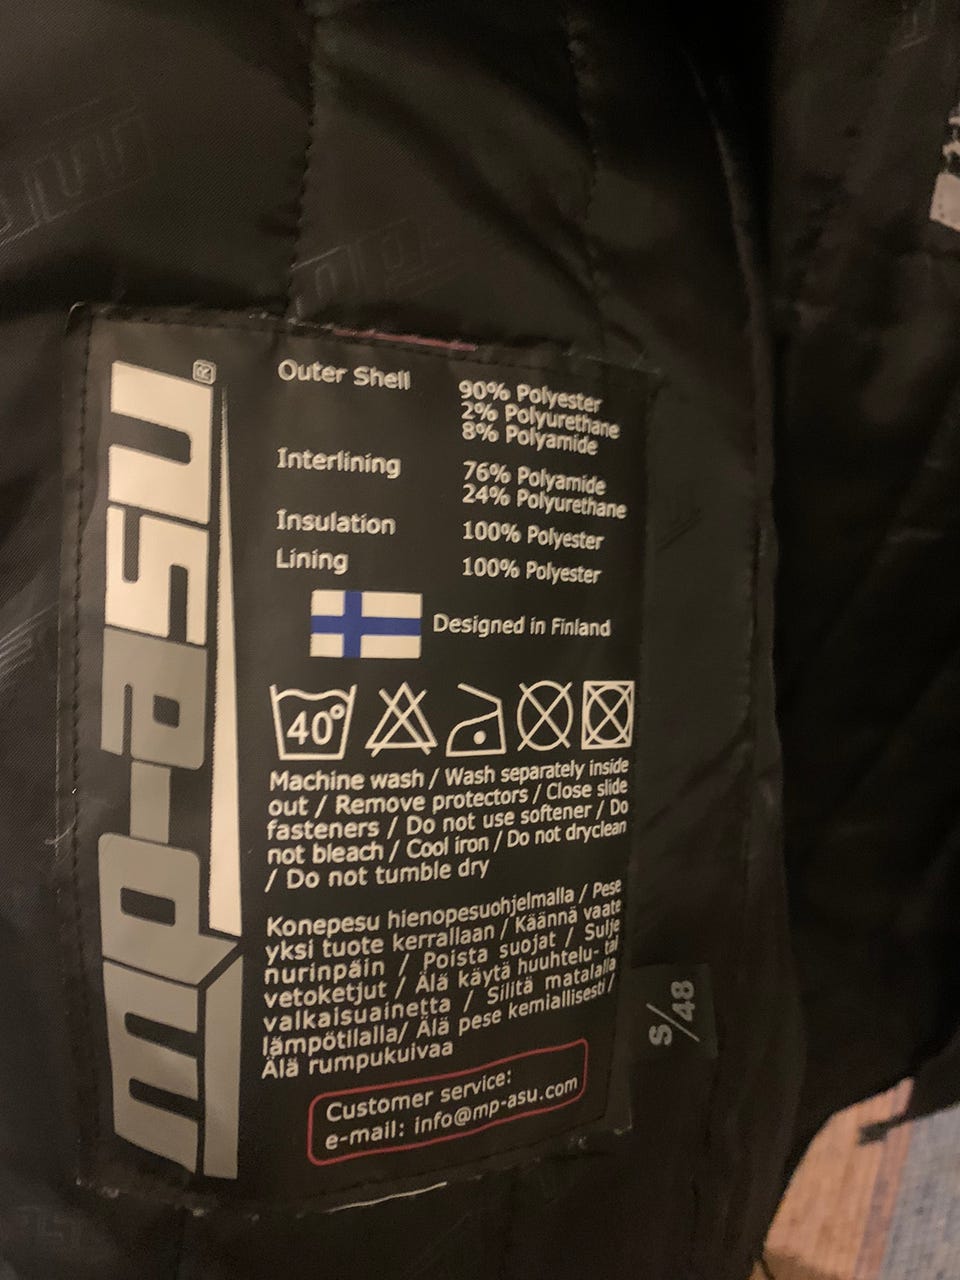 mp-asu®
Outer Shell
90% Polyester
2% Polyurethane
8% Polyamide
Interlining
76% Polyamide
24% Polyurethane
Insulation
100% Polyester
Lining
100% Polyester
Designed in Finland
40°
Machine wash / Wash separately inside
out / Remove protectors / Close slide
fasteners / Do not use softener / Do
not bleach / Cool iron / Do not dryclean
/ Do not tumble dry
Konepesu hienopesuohjelmalla / Pese
yksi tuote kerrallaan / Käännä vaate
nurinpäin / Poista suojat / Sulje
vetoketjut / Älä käytä huuhtelu- tai
valkaisuainetta / Silitä matalalla
lämpötilalla/ Älä pese kemiallisesti/
Älä rumpukuivaa
Customer service:
e-mail: info@mp-asu.com
S/48